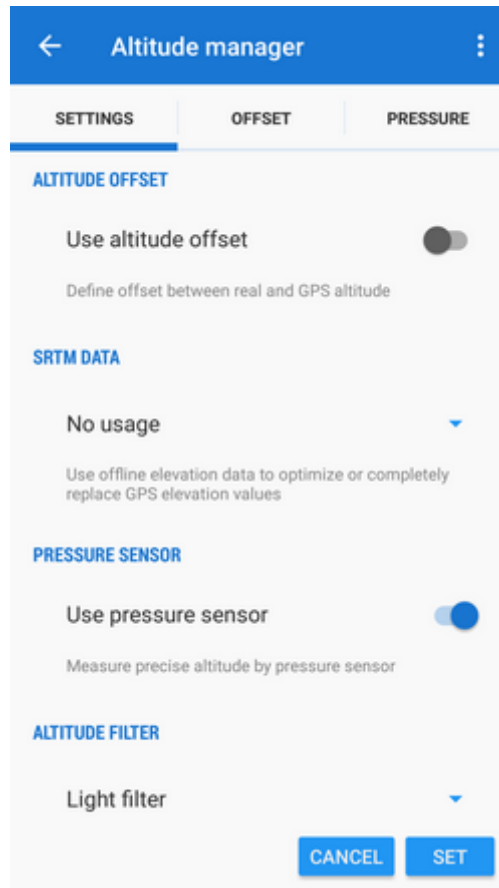 Altitude manager
SETTINGS OFFSET PRESSURE
ALTITUDE OFFSET
Use altitude offset
Define offset between real and GPS altitude
SRTM DATA
No usage
Use offline elevation data to optimize or completely
replace GPS elevation values
PRESSURE SENSOR
Use pressure sensor
Measure precise altitude by pressure sensor
ALTITUDE FILTER
Light filter
CANCEL SET